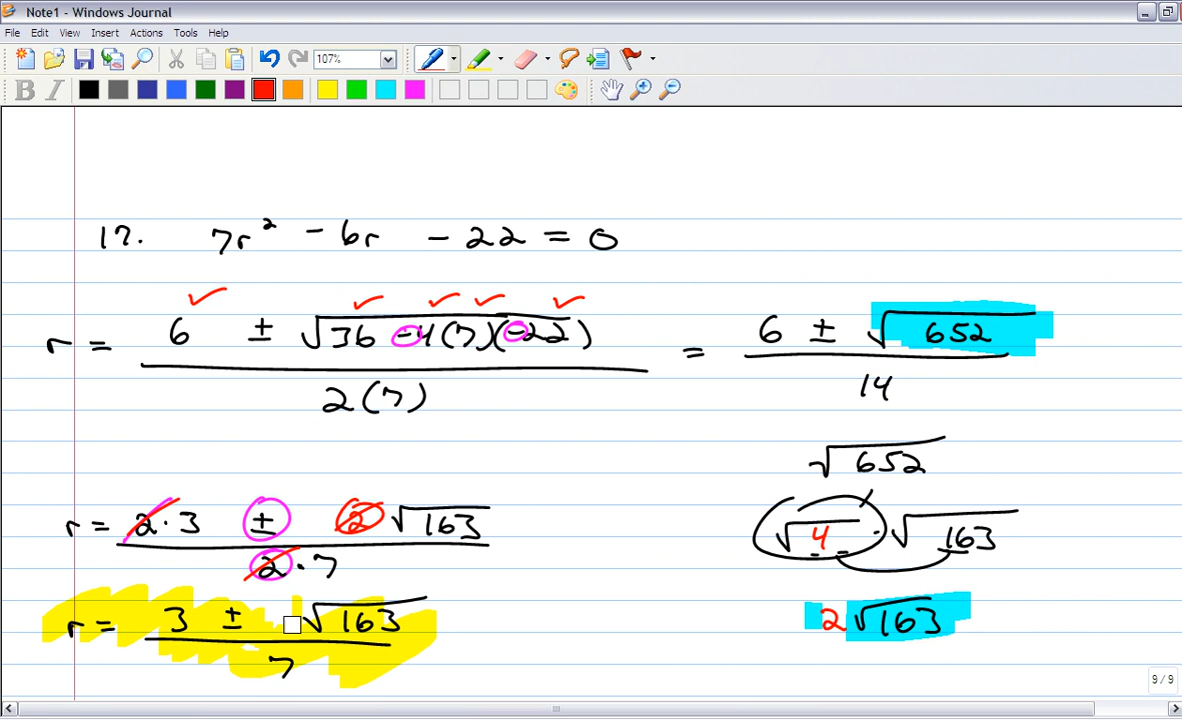 Note1 - Windows Journal
File Edit View Insert Actions Tools Help
107%
B I
17. 7r² - 6r - 22 = 0
r = 6 ± √36 -4(7)(-22) / 2(7) = 6 ± √652 / 14
√652
r = 2·3 ± 2 √163 / 2·7
√4 · √163
r = 3 ± √163 / 7
2√163
9 / 9